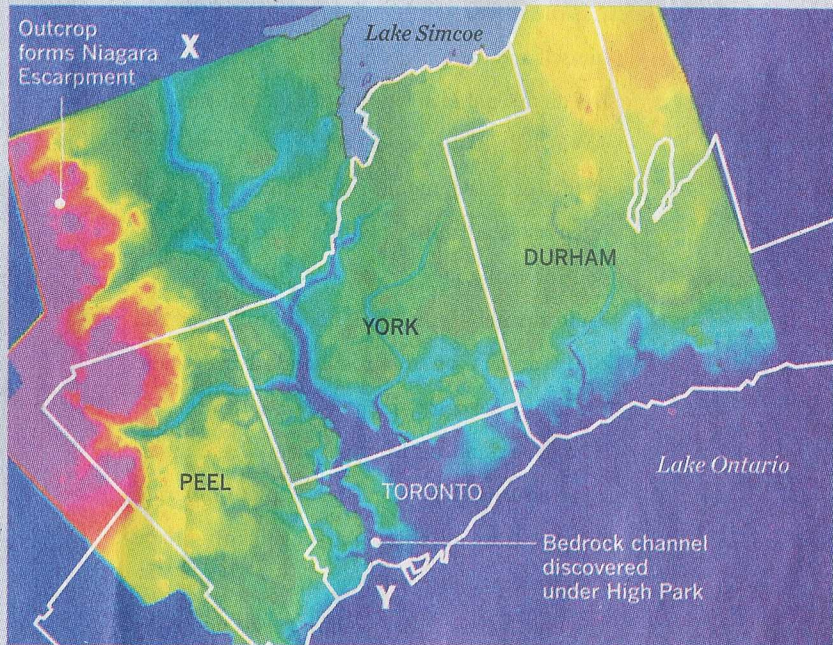 Outcrop
forms Niagara
Escarpment
X
Lake Simcoe
DURHAM
YORK
PEEL
TORONTO
Lake Ontario
Bedrock channel
discovered
under High Park
Y